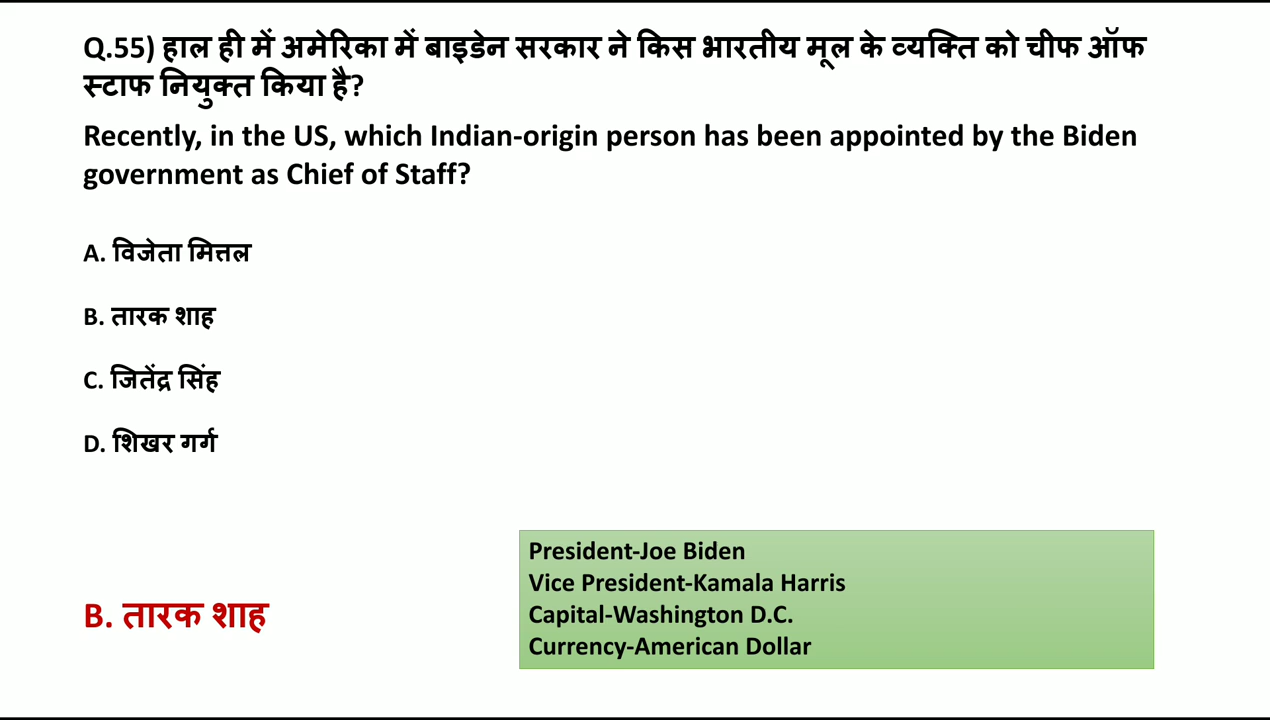 Q.55) हाल ही में अमेरिका में बाइडेन सरकार ने किस भारतीय मूल के व्यक्ति को चीफ ऑफ
स्टाफ नियुक्त किया है?
Recently, in the US, which Indian-origin person has been appointed by the Biden
government as Chief of Staff?
A. विजेता मित्तल
B. तारक शाह
C. जितेंद्र सिंह
D. शिखर गर्ग
President-Joe Biden
Vice President-Kamala Harris
Capital-Washington D.C.
Currency-American Dollar
B. तारक शाह